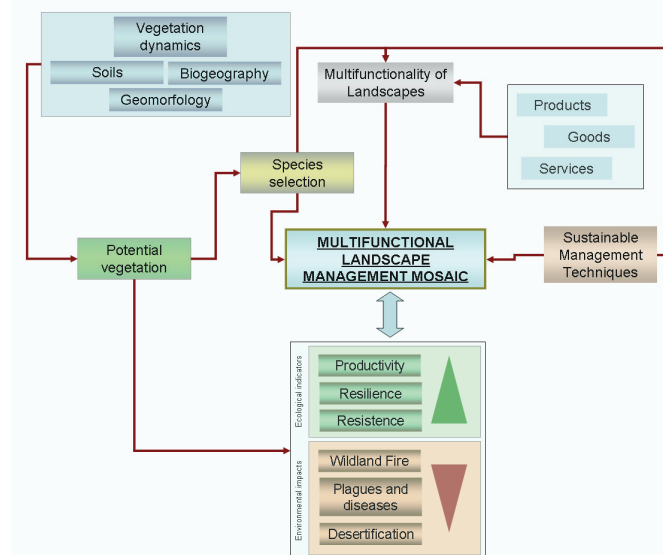 Vegetation
dynamics
Soils
Biogeography
Geomorfology
Multifunctionality of
Landscapes
Products
Goods
Services
Species
selection
Potential
vegetation
MULTIFUNCTIONAL
LANDSCAPE
MANAGEMENT MOSAIC
Sustainable
Management
Techniques
Ecological indicators
Productivity
Resilience
Resistence
Environmental impacts
Wildland Fire
Plagues and
diseases
Desertification